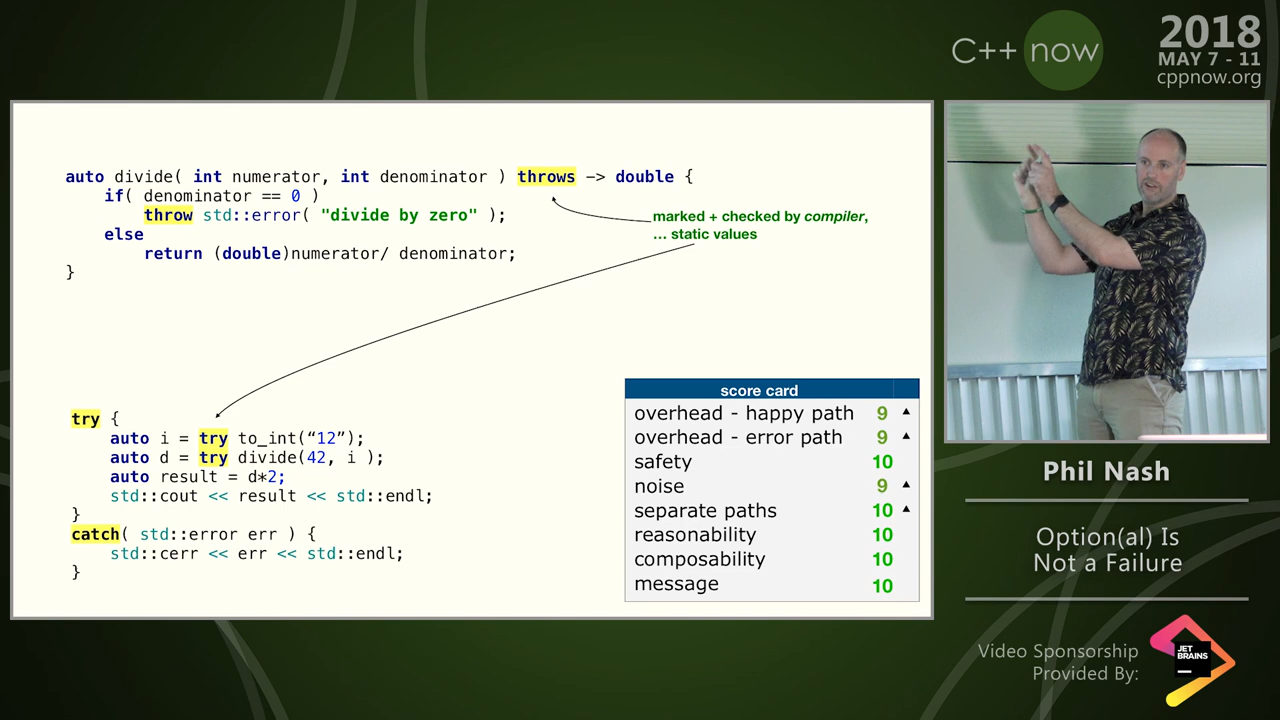 C++ now
2018
MAY 7 - 11
cppnow.org
auto divide( int numerator, int denominator ) throws -> double {
if( denominator == 0 )
throw std::error( "divide by zero" );
else
return (double)numerator/ denominator;
}
marked + checked by compiler,
… static values
try {
auto i = try to_int(“12”);
auto d = try divide(42, i );
auto result = d*2;
std::cout << result << std::endl;
}
catch( std::error err ) {
std::cerr << err << std::endl;
}
score card
overhead - happy path 9 ▲
overhead - error path 9 ▲
safety 10
noise 9 ▲
separate paths 10 ▲
reasonability 10
composability 10
message 10
Phil Nash
Option(al) Is
Not a Failure
Video Sponsorship
Provided By:
JET
BRAINS